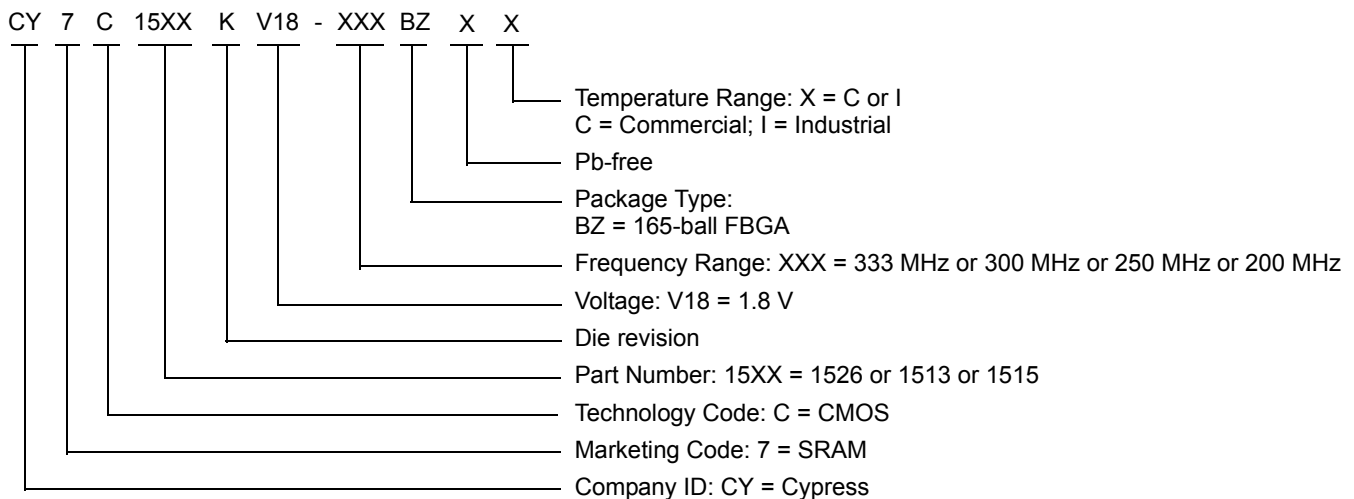 CY 7 C 15XX K V18 - XXX BZ X X
Temperature Range: X = C or I
C = Commercial; I = Industrial
Pb-free
Package Type:
BZ = 165-ball FBGA
Frequency Range: XXX = 333 MHz or 300 MHz or 250 MHz or 200 MHz
Voltage: V18 = 1.8 V
Die revision
Part Number: 15XX = 1526 or 1513 or 1515
Technology Code: C = CMOS
Marketing Code: 7 = SRAM
Company ID: CY = Cypress